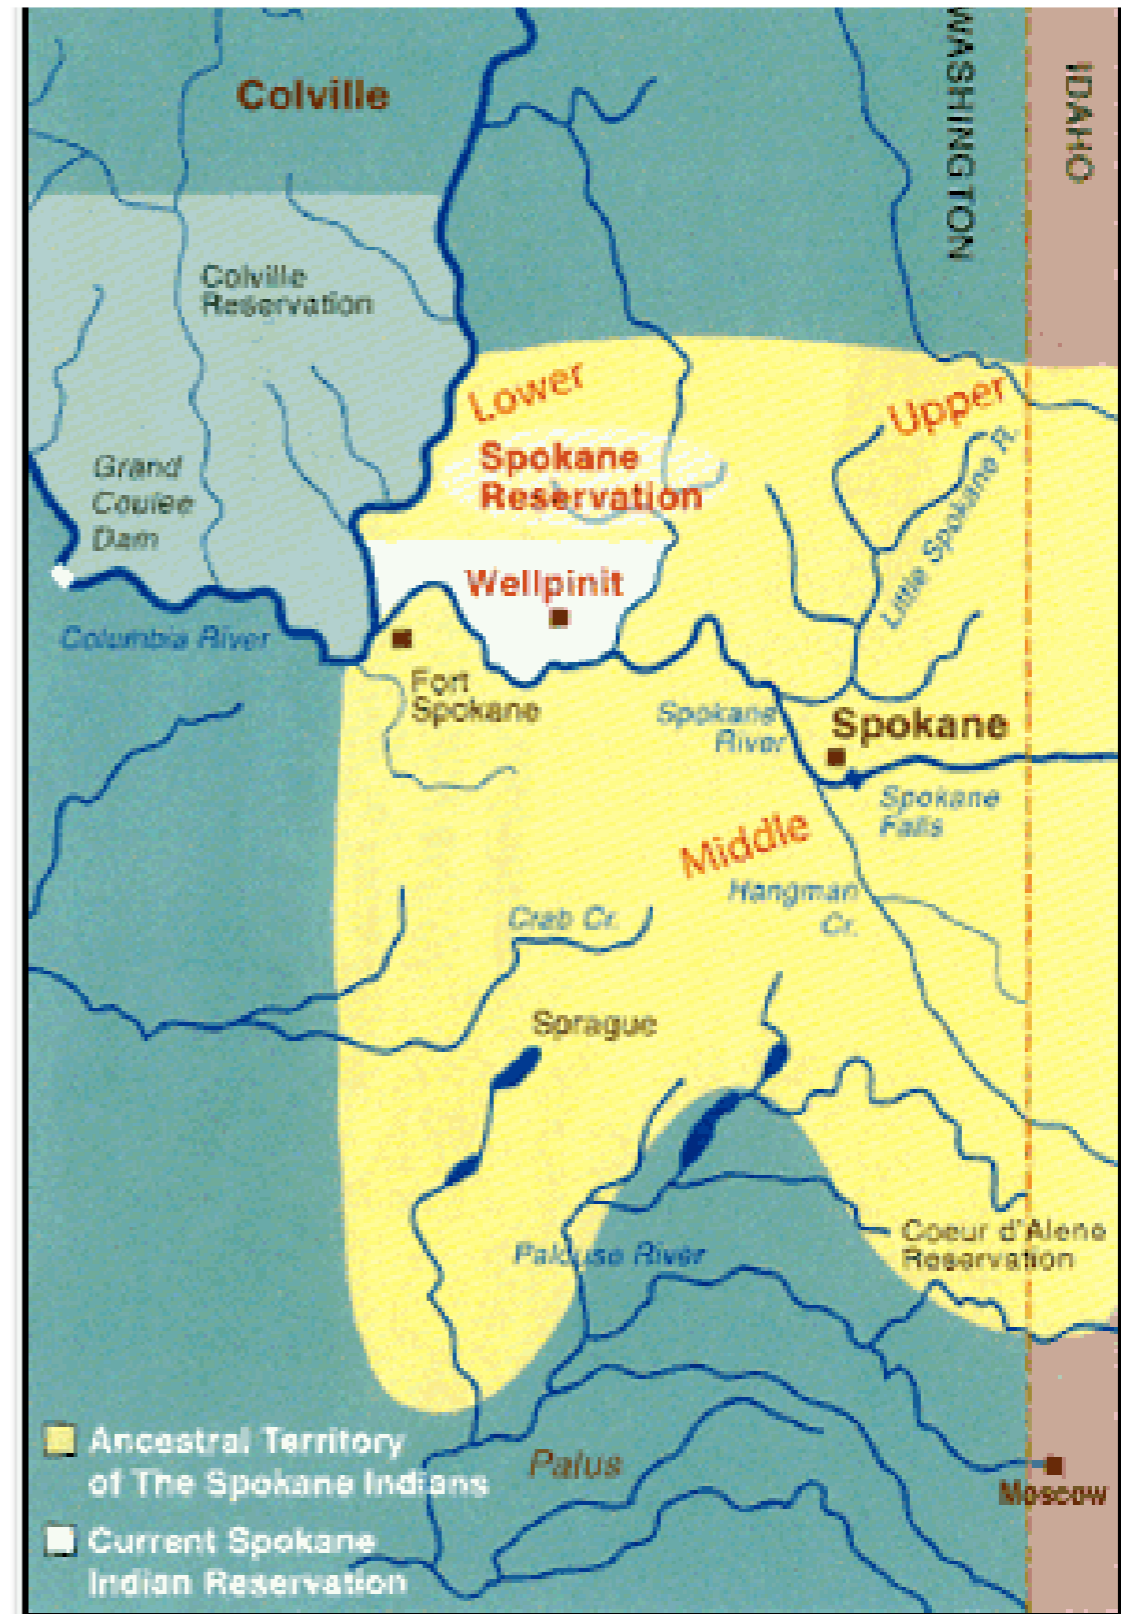 WASHINGTON
IDAHO
Colville
Colville
Reservation
Lower
Upper
Spokane
Reservation
Little Spokane R.
Grand
Coulee
Dam
Wellpinit
Columbia River
Fort
Spokane
Spokane
River
Spokane
Spokane
Falls
Middle
Hangman
Cr.
Crab Cr.
Sprague
Coeur d'Alene
Reservation
Palouse River
Palus
Moscow
Ancestral Territory
of The Spokane Indians
Current Spokane
Indian Reservation